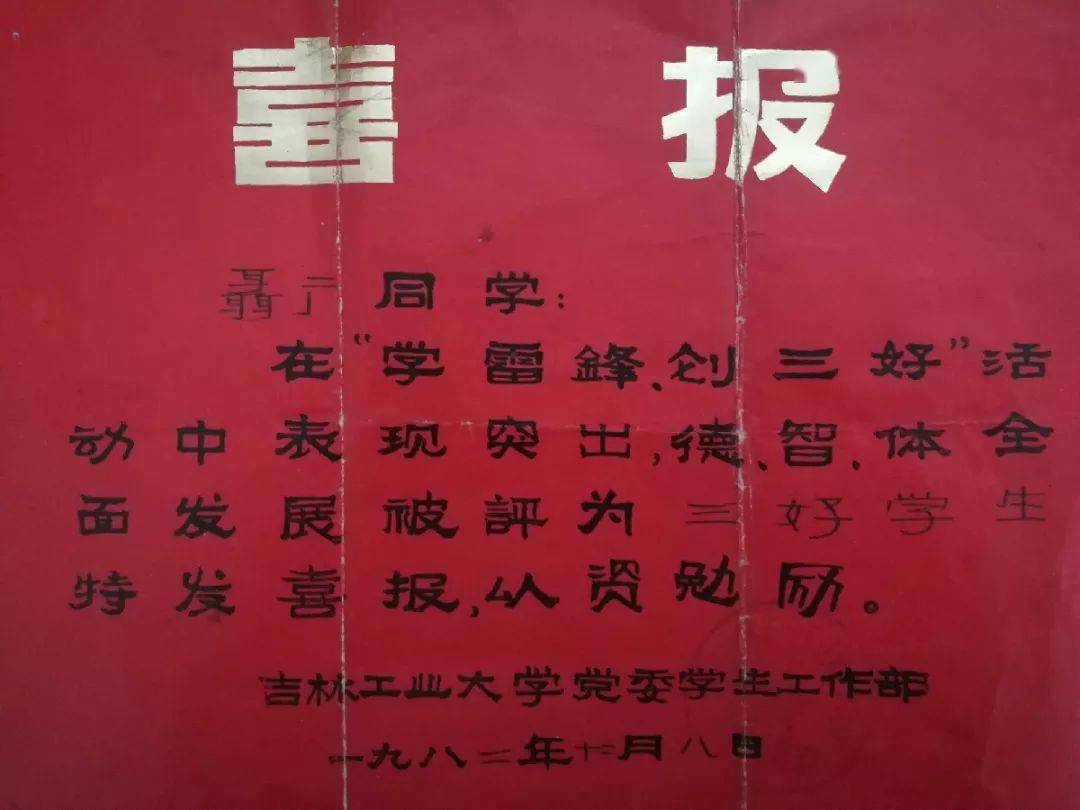 喜报
聶同学:
在“学雷鋒、创三好”活
动中表现突出,德、智、体全
面发展被評为三好学生
特发喜报,以资勉励。
吉林工业大学党委学生工作部
一九八二年十二月八日